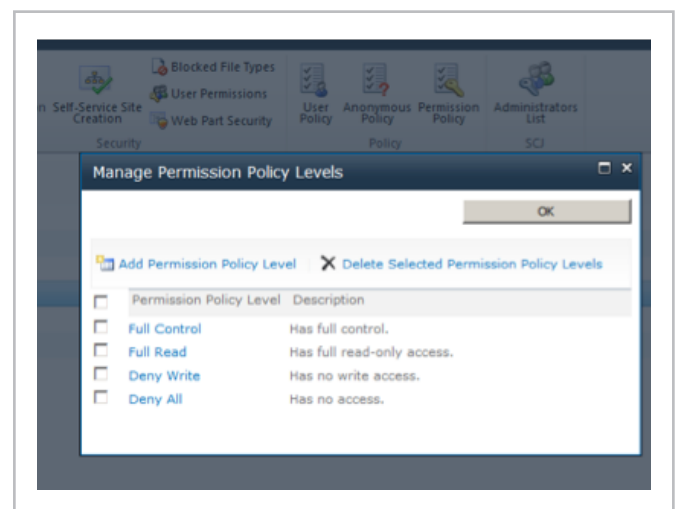 Blocked File Types
User Permissions
Web Part Security
n Self-Service Site
Creation
Security
User
Policy
Anonymous
Policy
Permission
Policy
Policy
Administrators
List
SCJ
Manage Permission Policy Levels
OK
Add Permission Policy Level
Delete Selected Permission Policy Levels
Permission Policy Level Description
Full Control Has full control.
Full Read Has full read-only access.
Deny Write Has no write access.
Deny All Has no access.